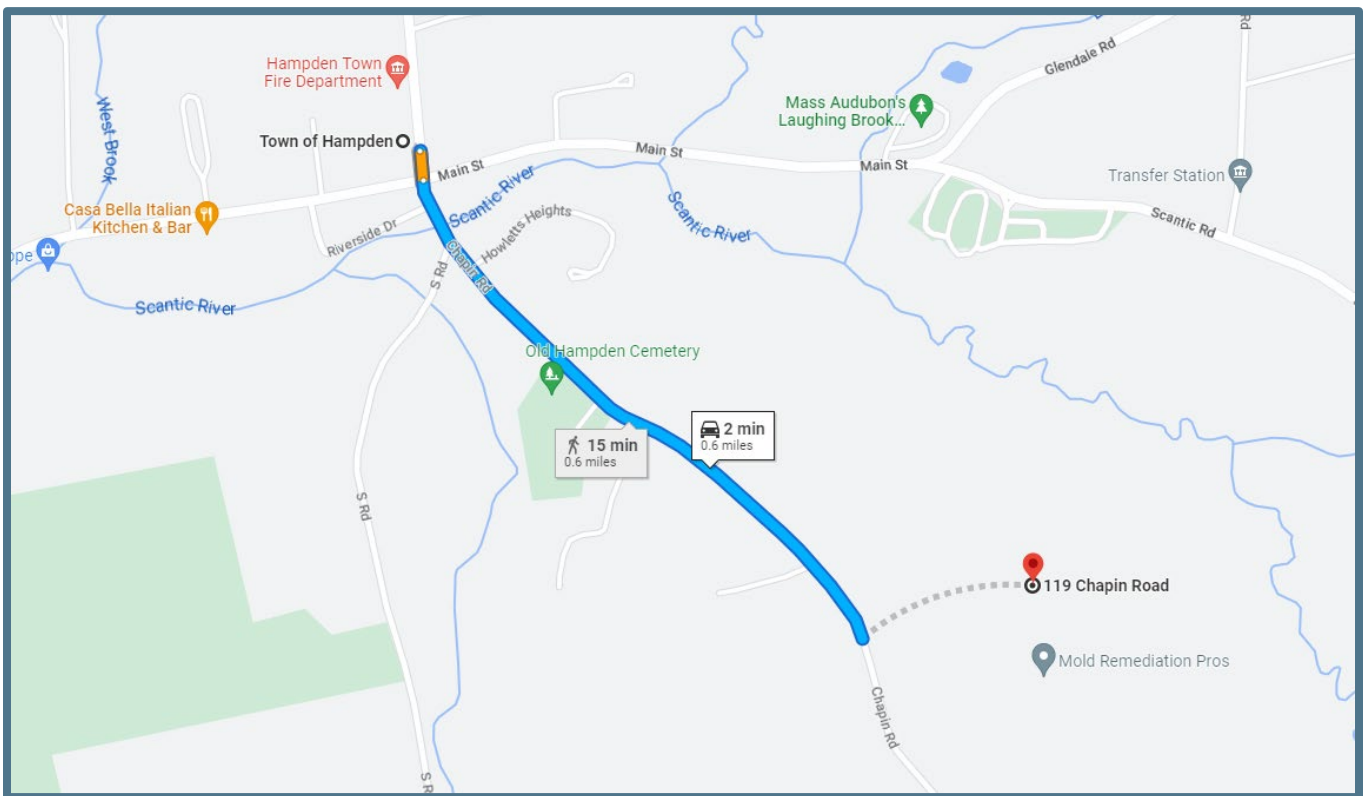 Rd
Glendale Rd
Hampden Town
Fire Department
Mass Audubon's
Laughing Brook...
West Brook
Town of Hampden
Main St
Main St
Main St
Transfer Station
Scantic River
Scantic River
Casa Bella Italian
Kitchen & Bar
Howletts Heights
Scantic Rd
Riverside Dr
ope
Chapin Rd
S Rd
Scantic River
Old Hampden Cemetery
2 min
0.6 miles
15 min
0.6 miles
S Rd
119 Chapin Road
Mold Remediation Pros
Chapin Rd
S R